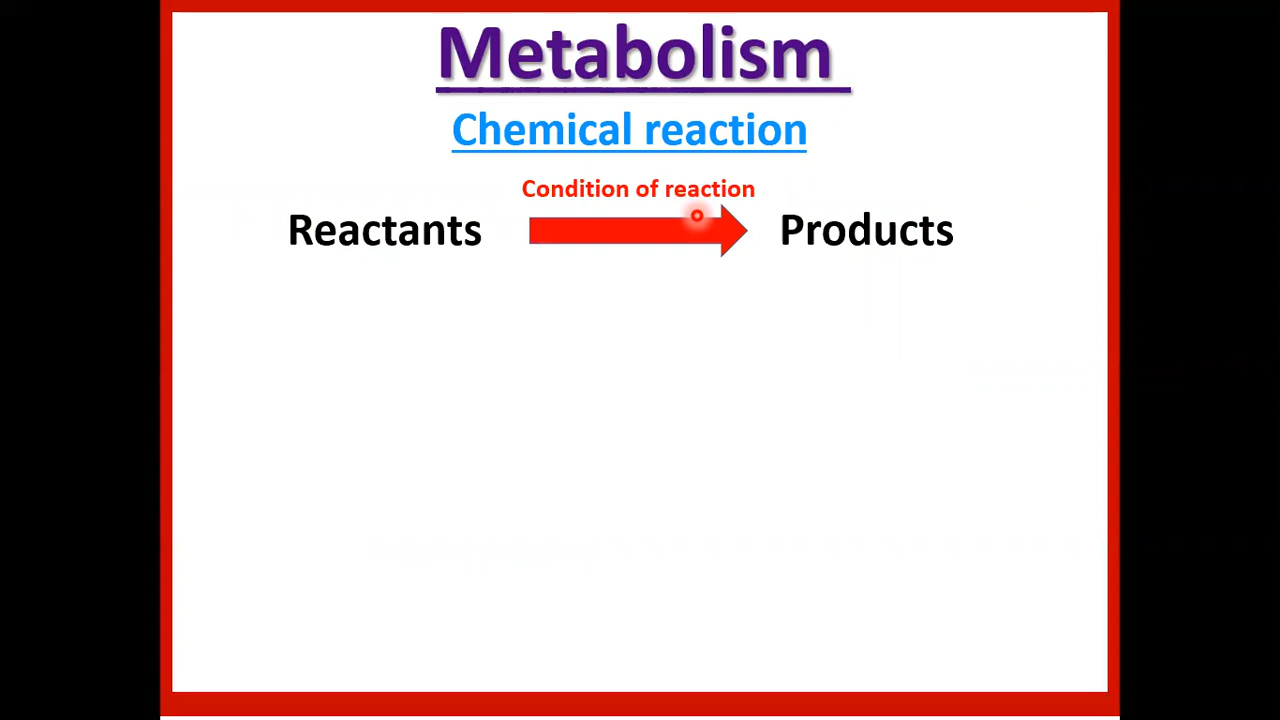 Metabolism
Chemical reaction
Condition of reaction
Reactants Products